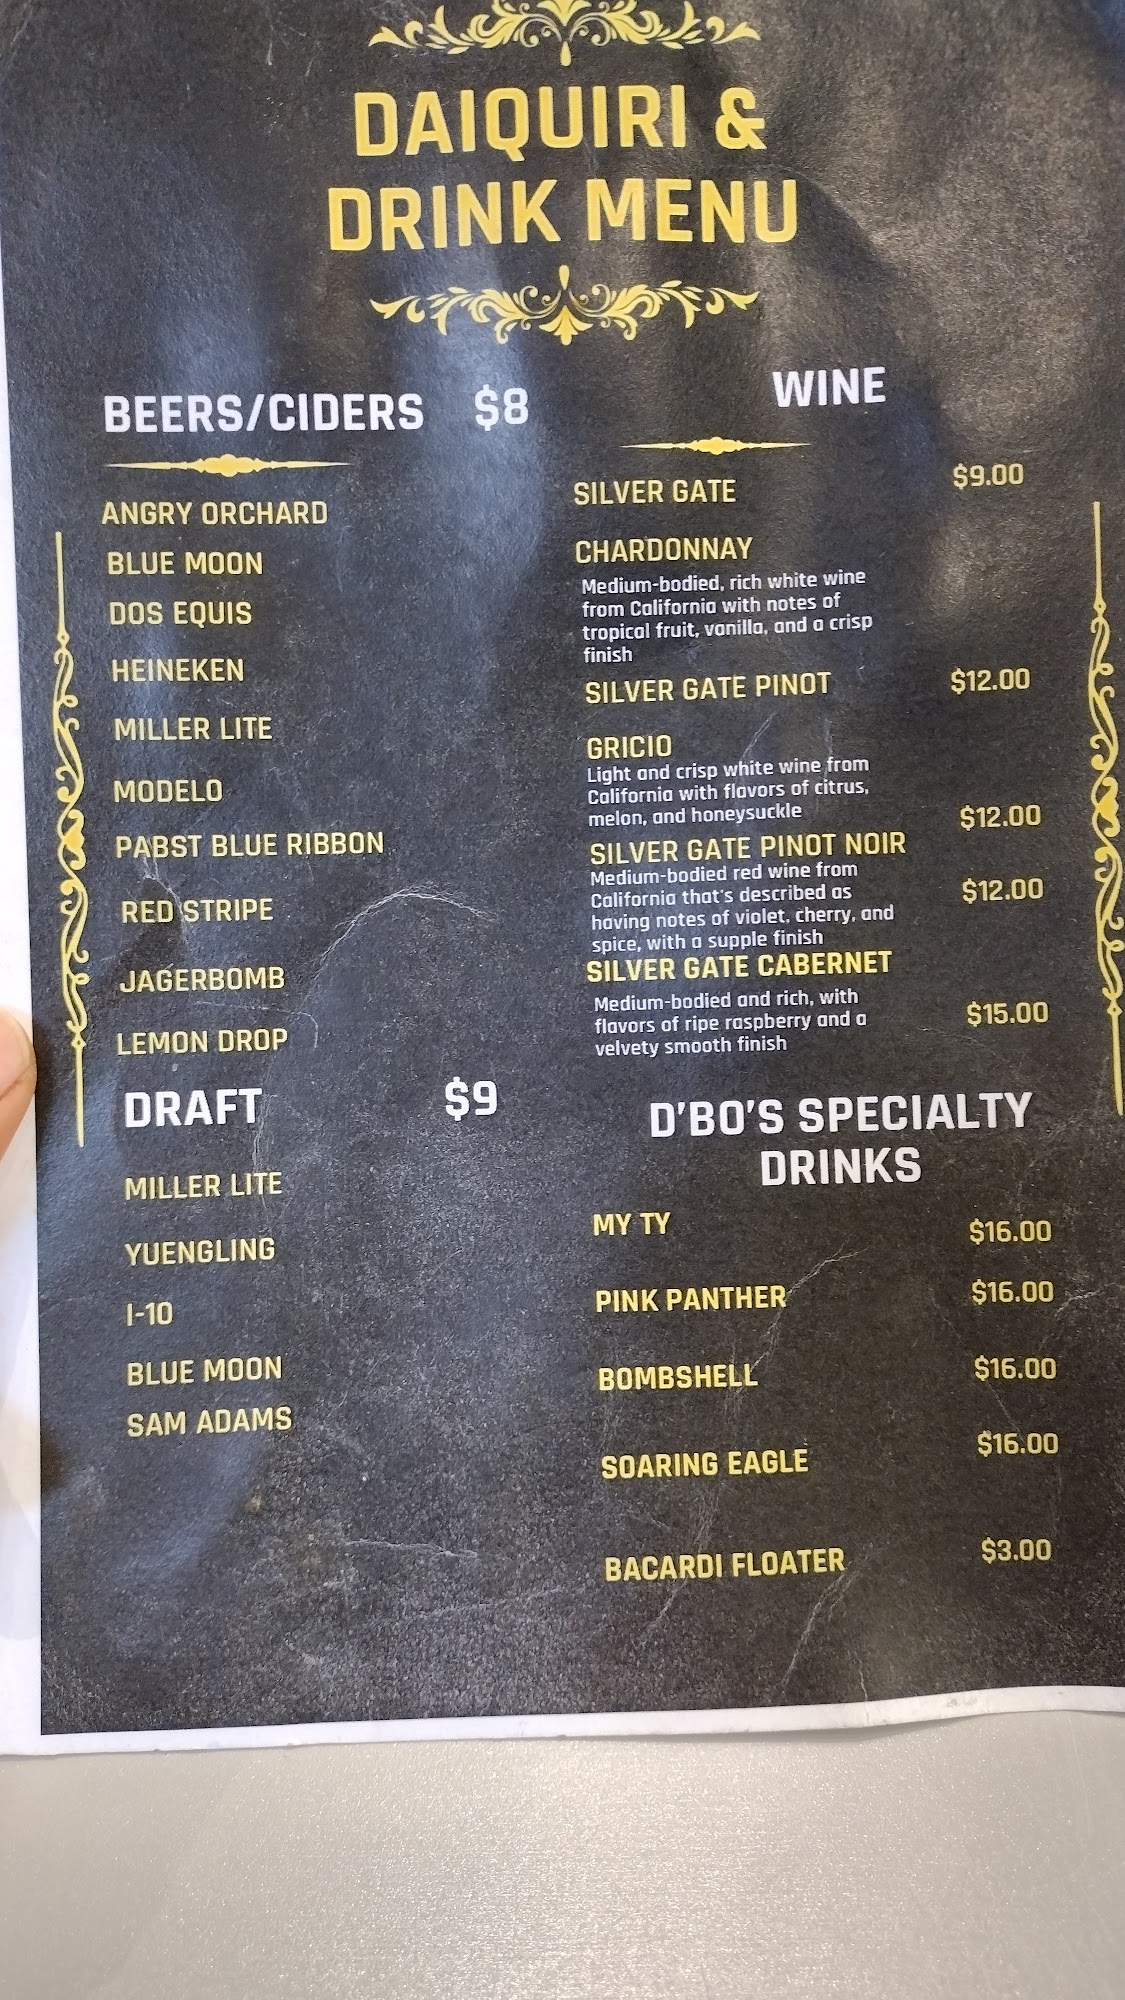 DAIQUIRI &
DRINK MENU
BEERS/CIDERS $8
ANGRY ORCHARD
BLUE MOON
DOS EQUIS
HEINEKEN
MILLER LITE
MODELO
PABST BLUE RIBBON
RED STRIPE
JAGERBOMB
LEMON DROP
DRAFT $9
MILLER LITE
YUENGLING
I-10
BLUE MOON
SAM ADAMS
WINE
SILVER GATE $9.00
CHARDONNAY
Medium-bodied, rich white wine
from California with notes of
tropical fruit, vanilla, and a crisp
finish
SILVER GATE PINOT $12.00
GRICIO
Light and crisp white wine from
California with flavors of citrus,
melon, and honeysuckle
$12.00
SILVER GATE PINOT NOIR
Medium-bodied red wine from
California that's described as $12.00
having notes of violet, cherry, and
spice, with a supple finish
SILVER GATE CABERNET
Medium-bodied and rich, with
flavors of ripe raspberry and a $15.00
velvety smooth finish
D'BO'S SPECIALTY
DRINKS
MY TY $16.00
PINK PANTHER $16.00
BOMBSHELL $16.00
SOARING EAGLE $16.00
BACARDI FLOATER $3.00